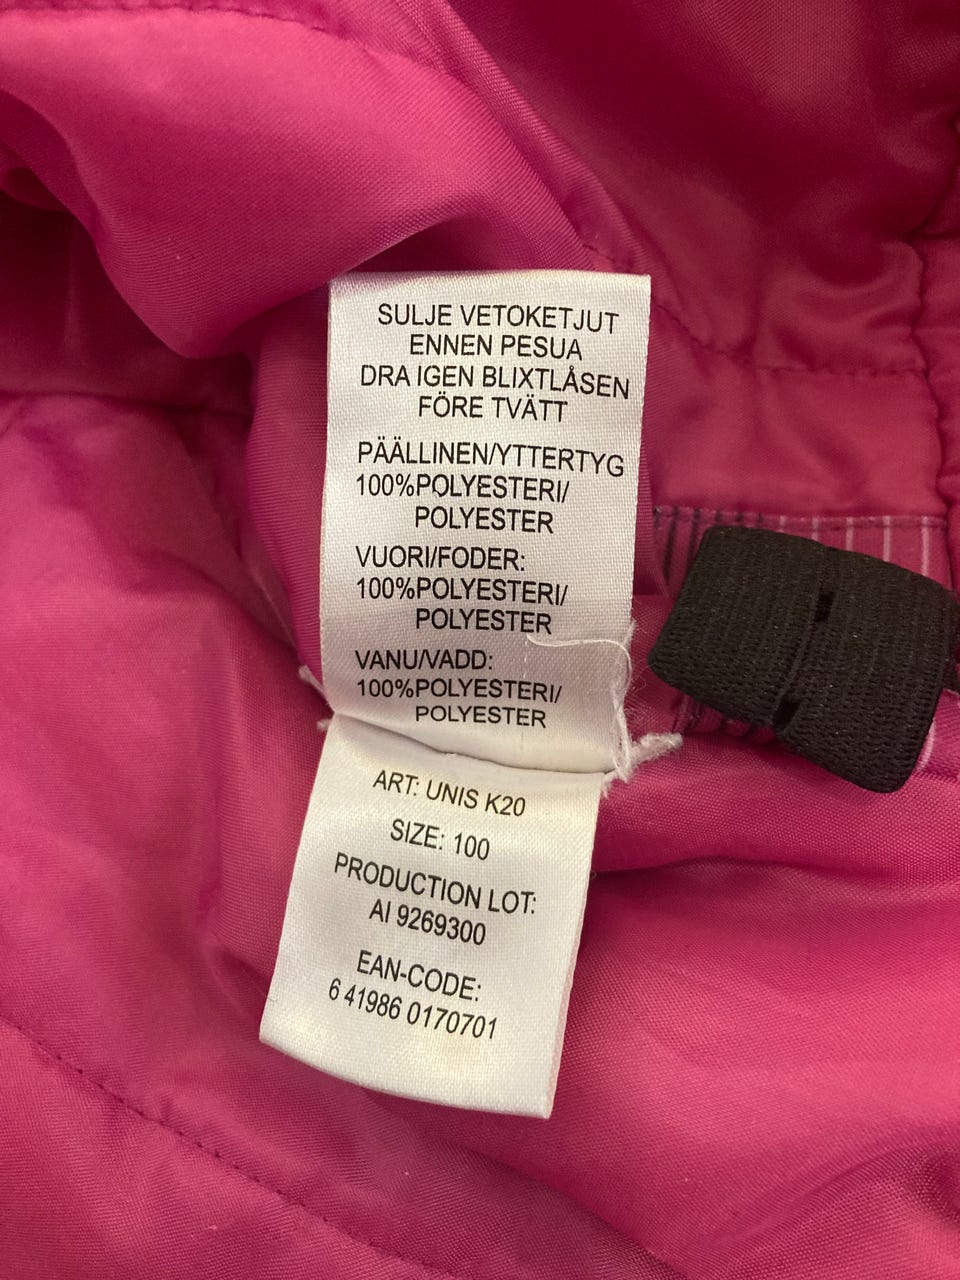 SULJE VETOKETJUT
ENNEN PESUA
DRA IGEN BLIXTLÅSEN
FÖRE TVÄTT
PÄÄLLINEN/YTTERTYG
100%POLYESTERI/
POLYESTER
VUORI/FODER:
100%POLYESTERI/
POLYESTER
VANU/VADD:
100%POLYESTERI/
POLYESTER
ART: UNIS K20
SIZE: 100
PRODUCTION LOT:
AI 9269300
EAN-CODE:
6 41986 0170701